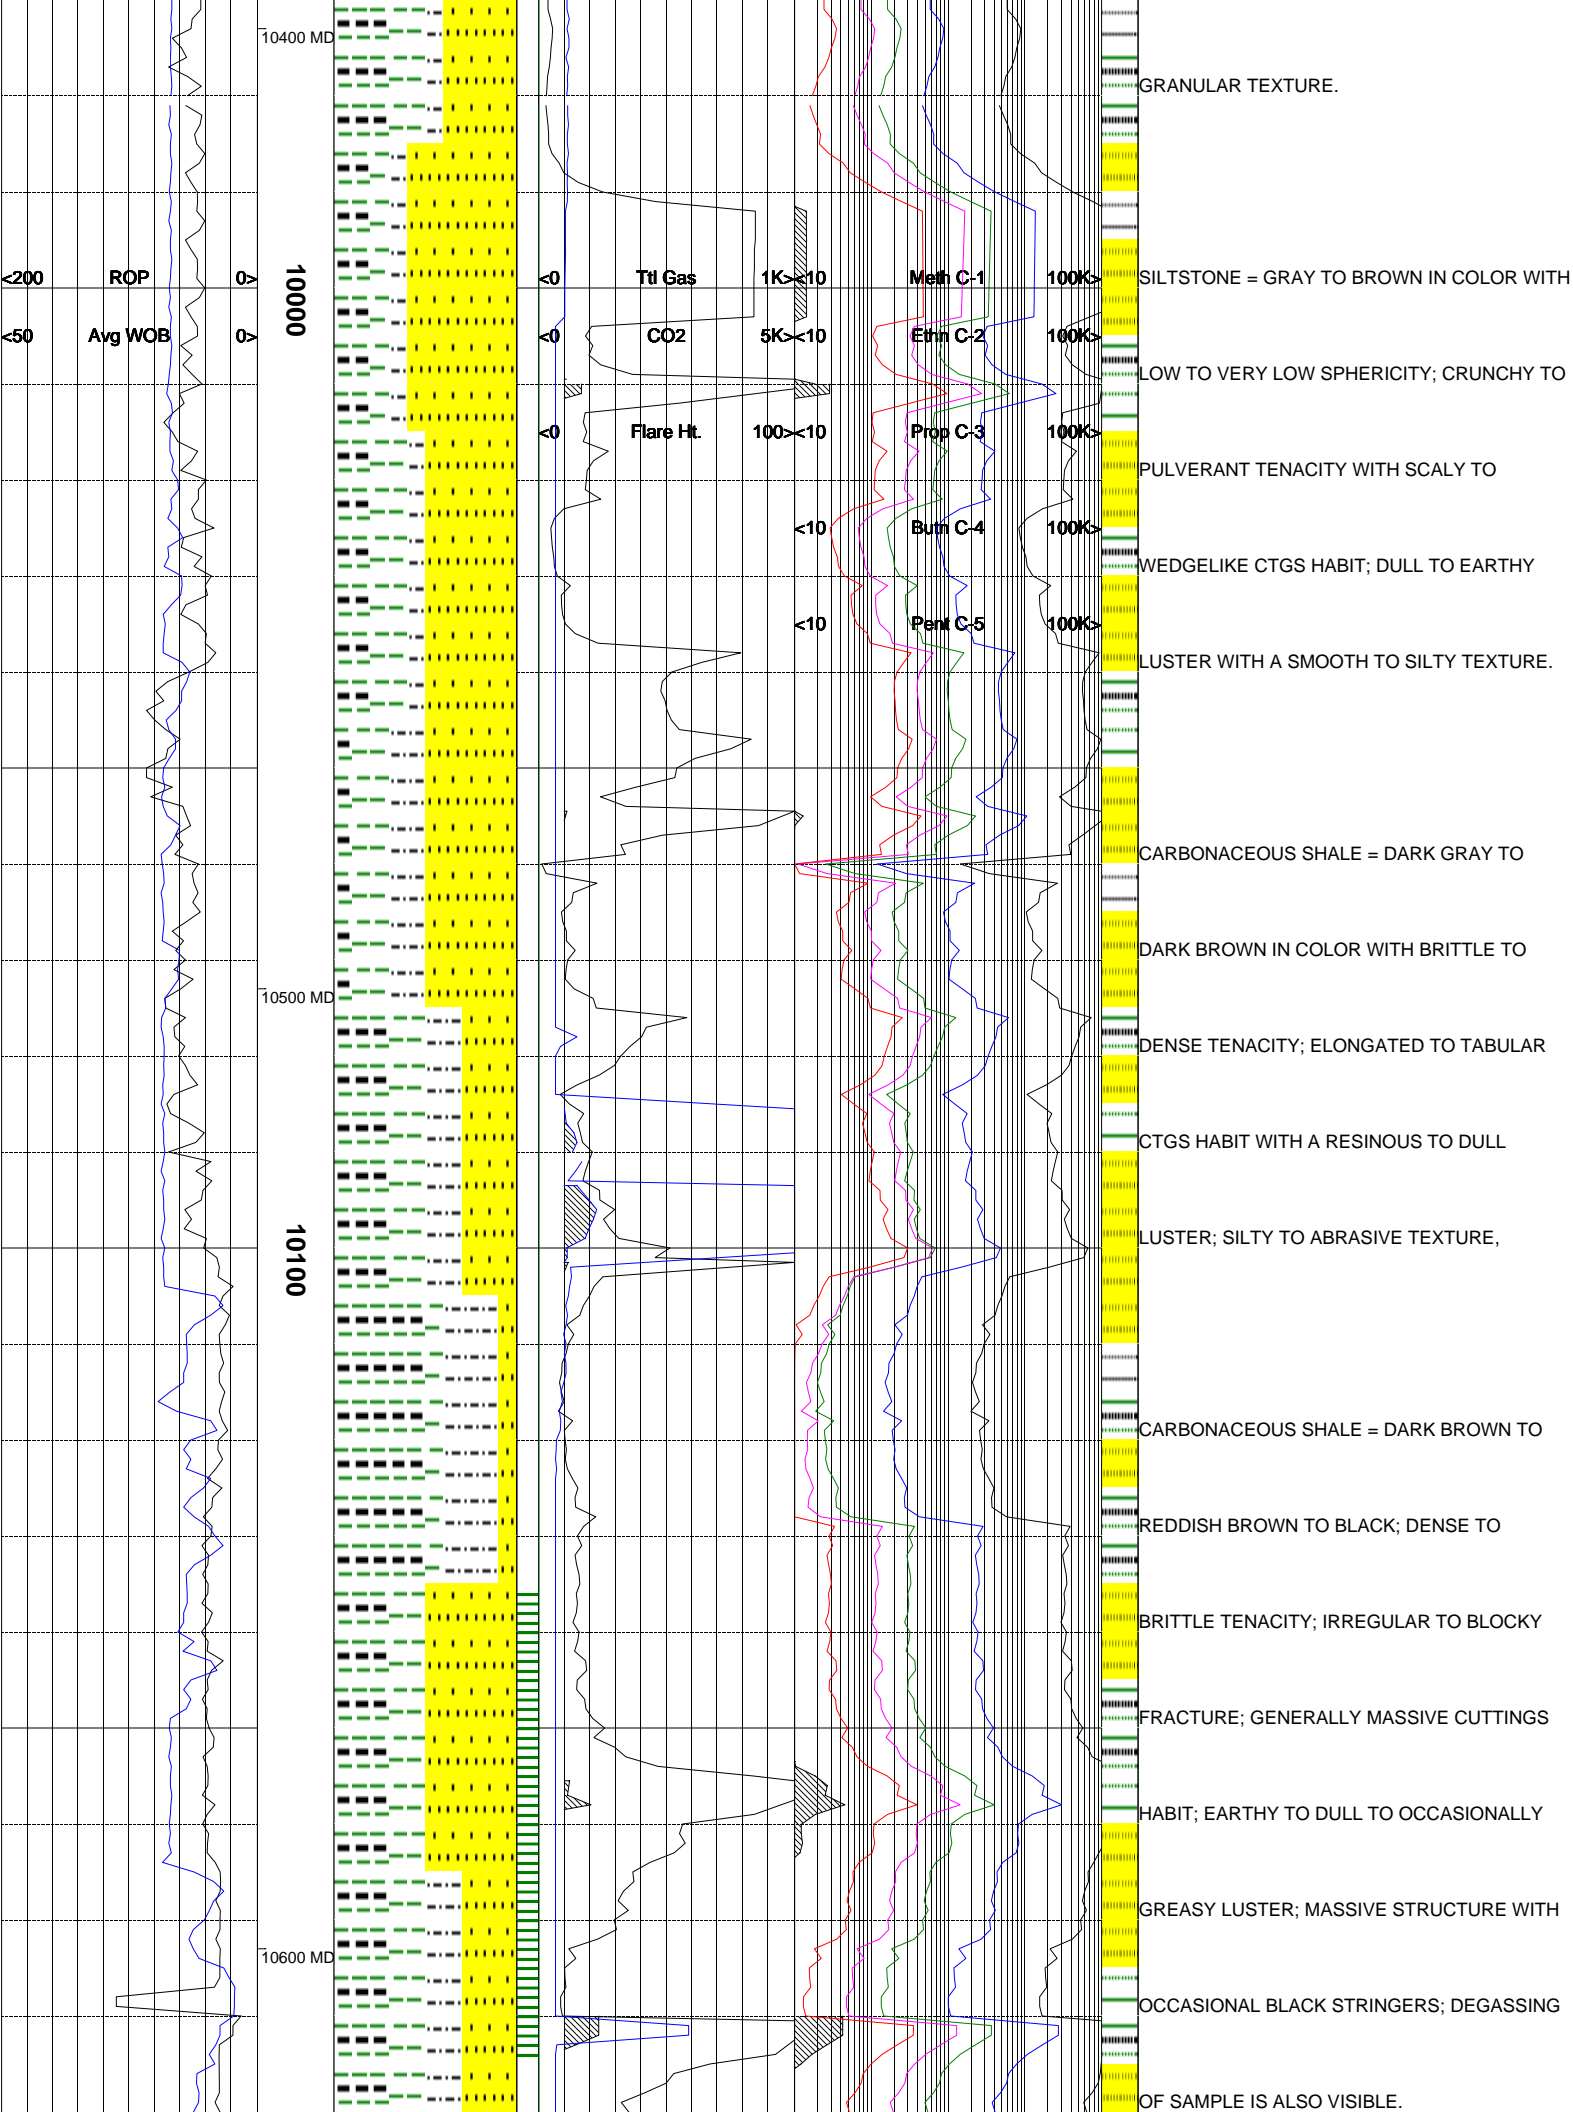 10400 MD
GRANULAR TEXTURE.
<200 ROP 0>
10000
<0 Ttl Gas 1K>
<10 Meth C-1 100K>
SILTSTONE = GRAY TO BROWN IN COLOR WITH
<50 Avg WOB 0>
<0 CO2 5K>
<10 Ethn C-2 100K>
LOW TO VERY LOW SPHERICITY; CRUNCHY TO
<0 Flare Ht. 100>
<10 Prop C-3 100K>
PULVERANT TENACITY WITH SCALY TO
<10 Butn C-4 100K>
WEDGELIKE CTGS HABIT; DULL TO EARTHY
<10 Pent C-5 100K>
LUSTER WITH A SMOOTH TO SILTY TEXTURE.
CARBONACEOUS SHALE = DARK GRAY TO
DARK BROWN IN COLOR WITH BRITTLE TO
10500 MD
DENSE TENACITY; ELONGATED TO TABULAR
CTGS HABIT WITH A RESINOUS TO DULL
LUSTER; SILTY TO ABRASIVE TEXTURE,
10100
CARBONACEOUS SHALE = DARK BROWN TO
REDDISH BROWN TO BLACK; DENSE TO
BRITTLE TENACITY; IRREGULAR TO BLOCKY
FRACTURE; GENERALLY MASSIVE CUTTINGS
HABIT; EARTHY TO DULL TO OCCASIONALLY
GREASY LUSTER; MASSIVE STRUCTURE WITH
10600 MD
OCCASIONAL BLACK STRINGERS; DEGASSING
OF SAMPLE IS ALSO VISIBLE.